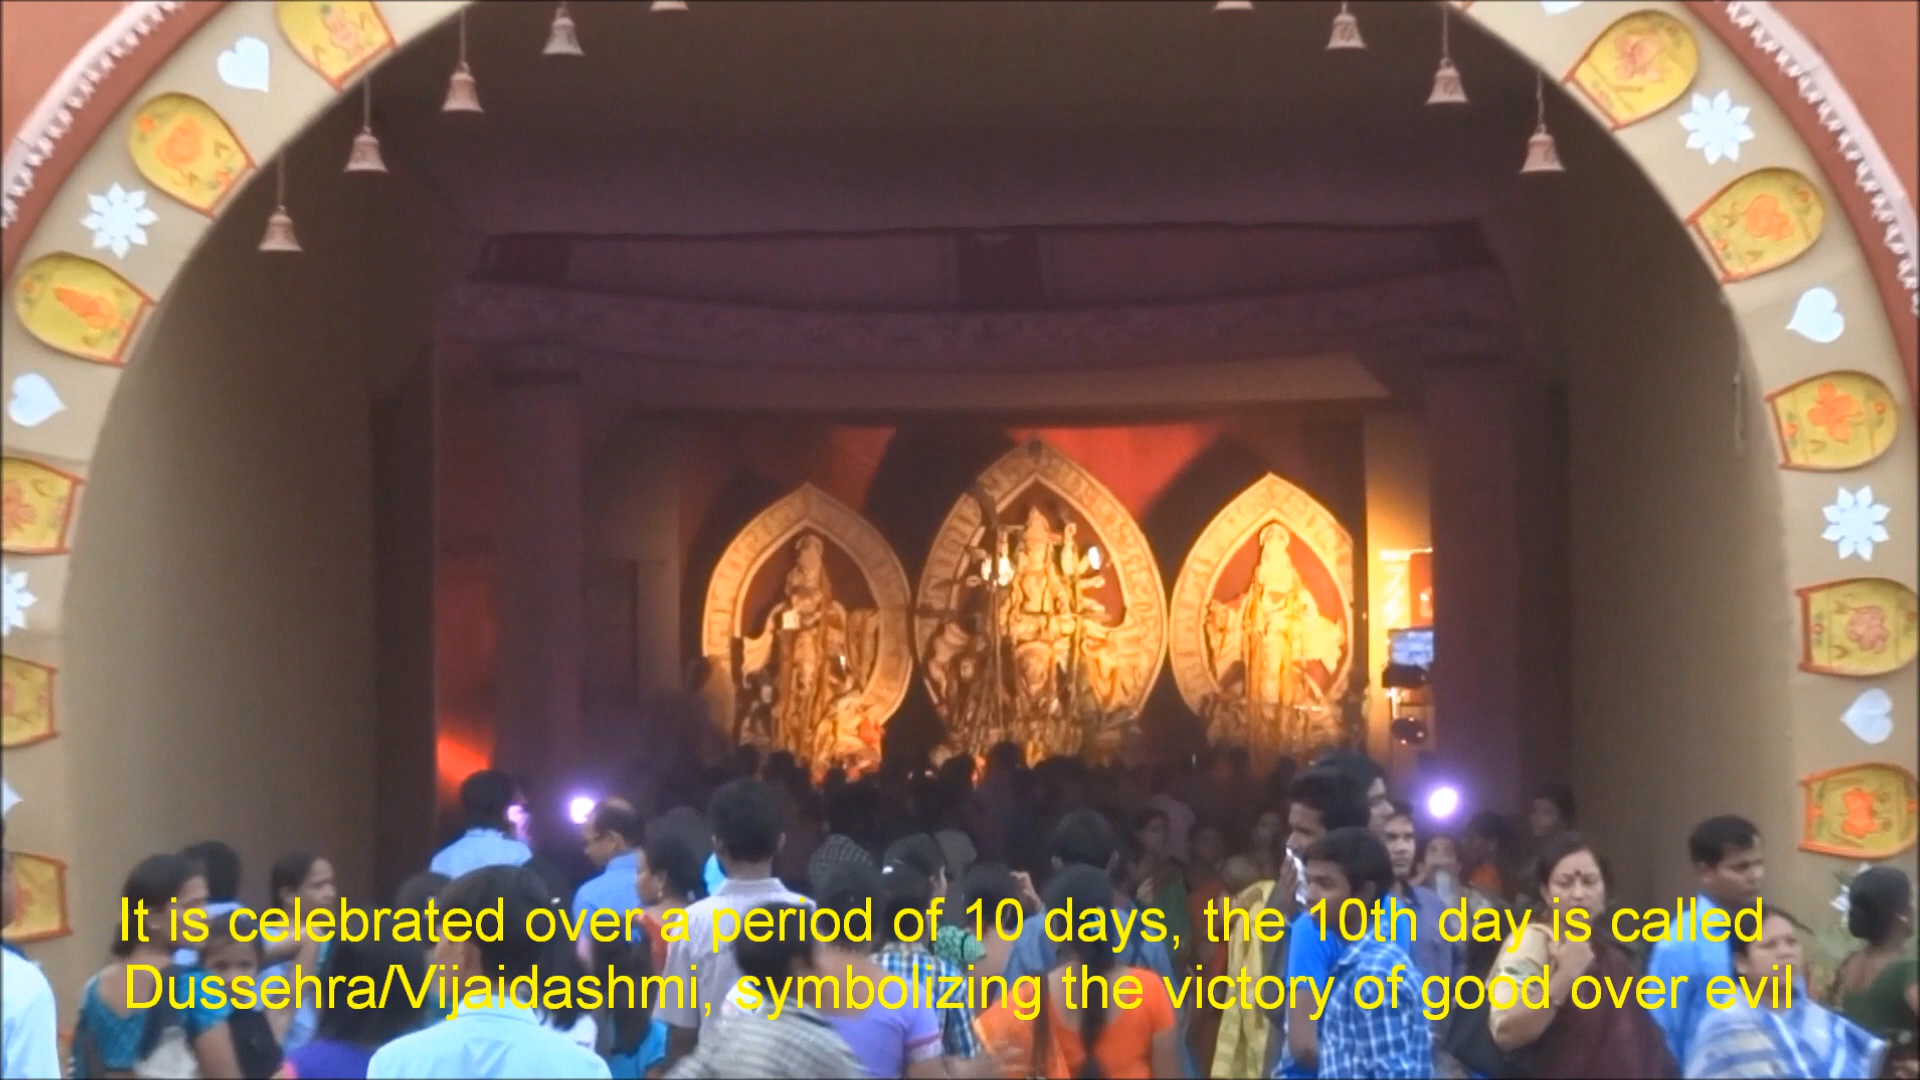 It is celebrated over a period of 10 days, the 10th day is called
Dussehra/Vijaidashmi, symbolizing the victory of good over evil